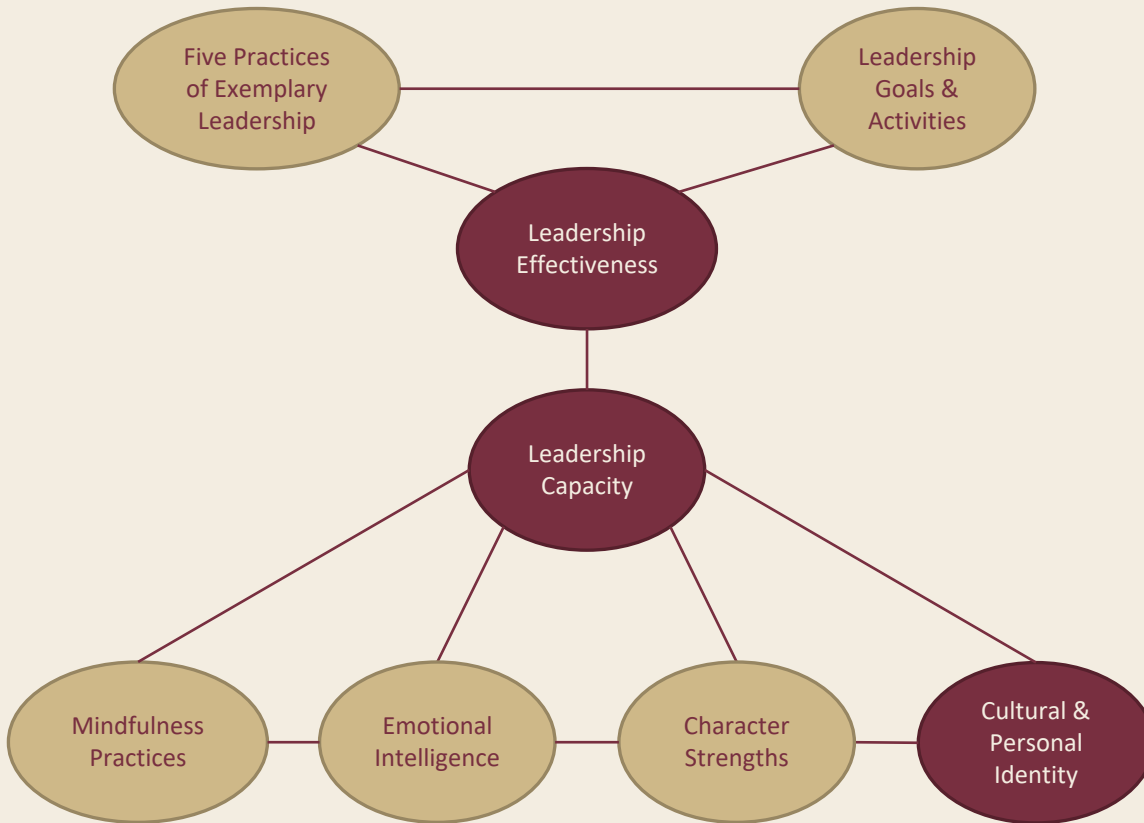 Five Practices
of Exemplary
Leadership
Leadership
Goals &
Activities
Leadership
Effectiveness
Leadership
Capacity
Mindfulness
Practices
Emotional
Intelligence
Character
Strengths
Cultural &
Personal
Identity